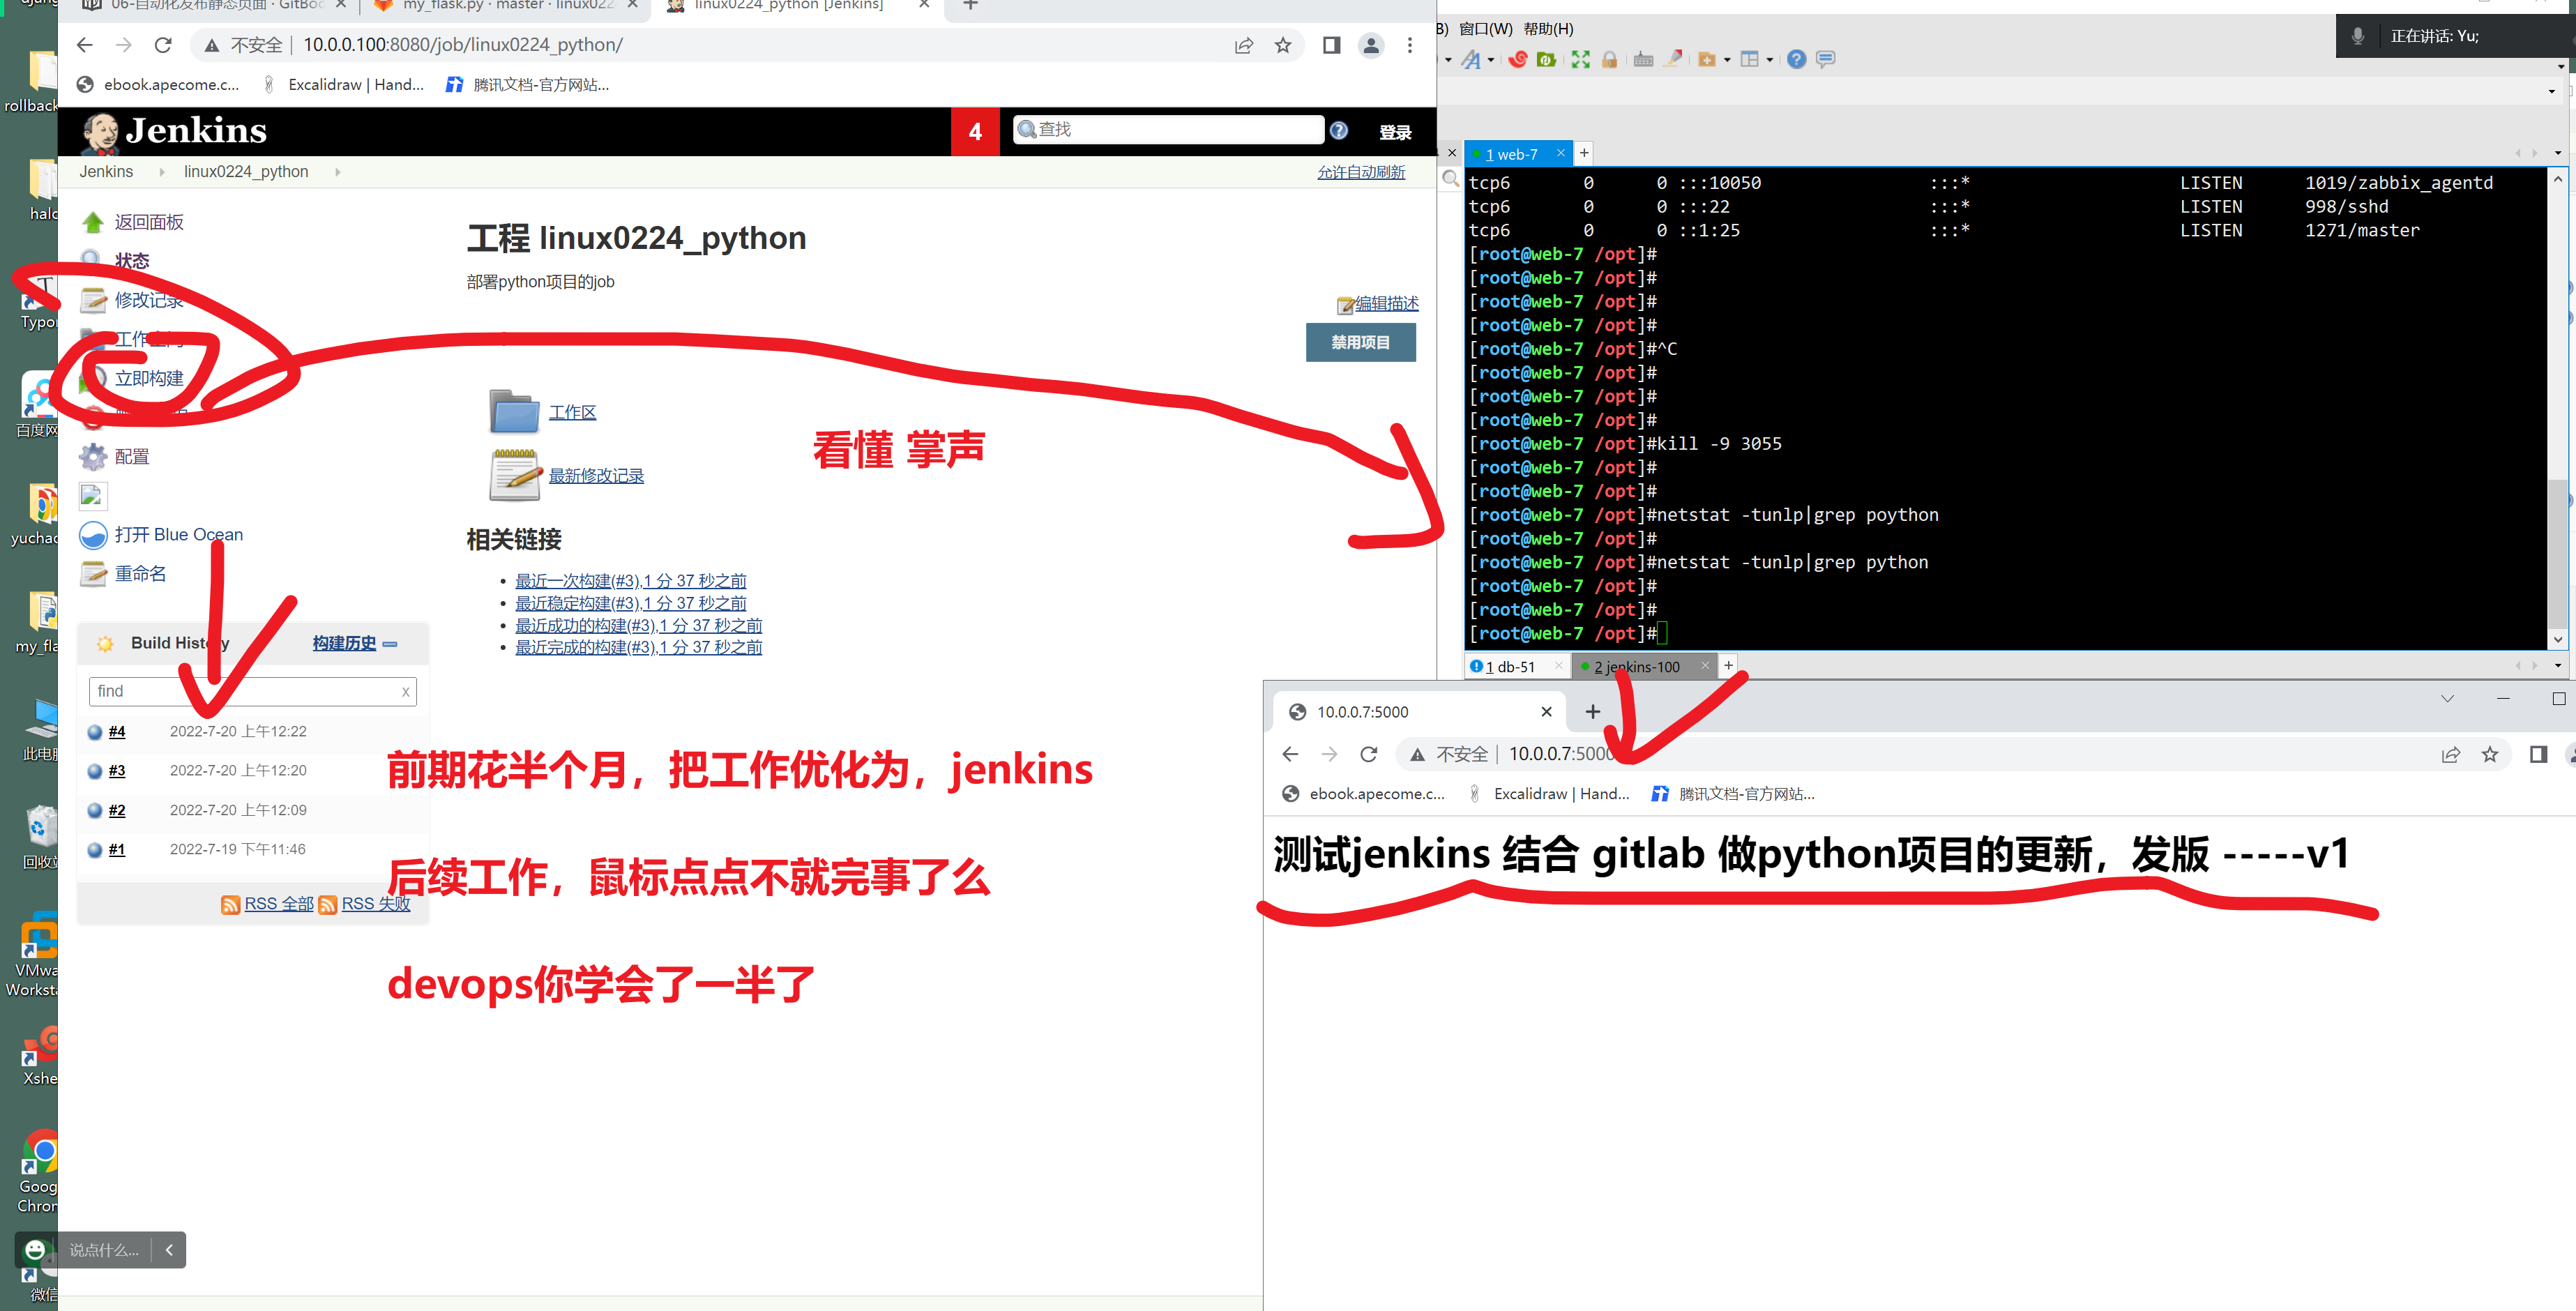 06-自动化发布静态页面 · GitBoo
my_flask.py · master · linux022
linux0224_python [Jenkins]
不安全 10.0.0.100:8080/job/linux0224_python/
ebook.apecome.c...
Excalidraw | Hand...
腾讯文档-官方网站...
Jenkins
4
查找
登录
Jenkins
linux0224_python
允许自动刷新
返回面板
状态
修改记录
立即构建
配置
打开 Blue Ocean
重命名
工程 linux0224_python
部署python项目的job
编辑描述
禁用项目
工作区
最新修改记录
看懂 掌声
相关链接
最近一次构建(#3),1 分 37 秒之前
最近稳定构建(#3),1 分 37 秒之前
最近成功的构建(#3),1 分 37 秒之前
最近完成的构建(#3),1 分 37 秒之前
Build History
构建历史
find
x
#4 2022-7-20 上午12:22
#3 2022-7-20 上午12:20
#2 2022-7-20 上午12:09
#1 2022-7-19 下午11:46
RSS 全部 RSS 失败
前期花半个月，把工作优化为，jenkins
后续工作，鼠标点点不就完事了么
devops你学会了一半了
rollback
halo
Typor
百度网
yuchao
my_fla
此电脑
回收站
VMwa
Worksta
Xshe
Goog
Chrom
微信
说点什么...
B) 窗口(W) 帮助(H)
正在讲话: Yu;
1 web-7
tcp6 0 0 :::10050 :::* LISTEN 1019/zabbix_agentd
tcp6 0 0 :::22 :::* LISTEN 998/sshd
tcp6 0 0 ::1:25 :::* LISTEN 1271/master
[root@web-7 /opt]#
[root@web-7 /opt]#
[root@web-7 /opt]#
[root@web-7 /opt]#
[root@web-7 /opt]#^C
[root@web-7 /opt]#
[root@web-7 /opt]#
[root@web-7 /opt]#
[root@web-7 /opt]#kill -9 3055
[root@web-7 /opt]#
[root@web-7 /opt]#
[root@web-7 /opt]#netstat -tunlp|grep poython
[root@web-7 /opt]#
[root@web-7 /opt]#netstat -tunlp|grep python
[root@web-7 /opt]#
[root@web-7 /opt]#
[root@web-7 /opt]#
1 db-51
2 jenkins-100
10.0.0.7:5000
不安全 10.0.0.7:5000
ebook.apecome.c...
Excalidraw | Hand...
腾讯文档-官方网站...
测试jenkins 结合 gitlab 做python项目的更新，发版 -----v1